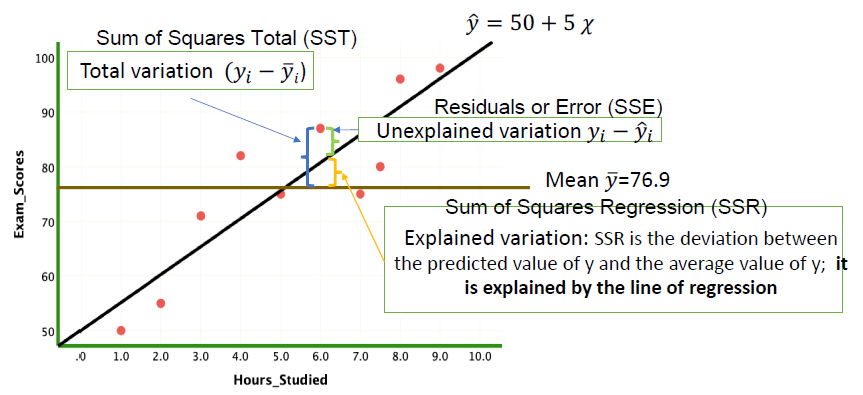 ŷ = 50 + 5 χ
Sum of Squares Total (SST)
Total variation (yᵢ − ȳᵢ)
Residuals or Error (SSE)
Unexplained variation yᵢ − ŷᵢ
Mean ȳ=76.9
Sum of Squares Regression (SSR)
Explained variation: SSR is the deviation between
the predicted value of y and the average value of y; it
is explained by the line of regression
Exam_Scores
100
90
80
70
60
50
.0 1.0 2.0 3.0 4.0 5.0 6.0 7.0 8.0 9.0 10.0
Hours_Studied